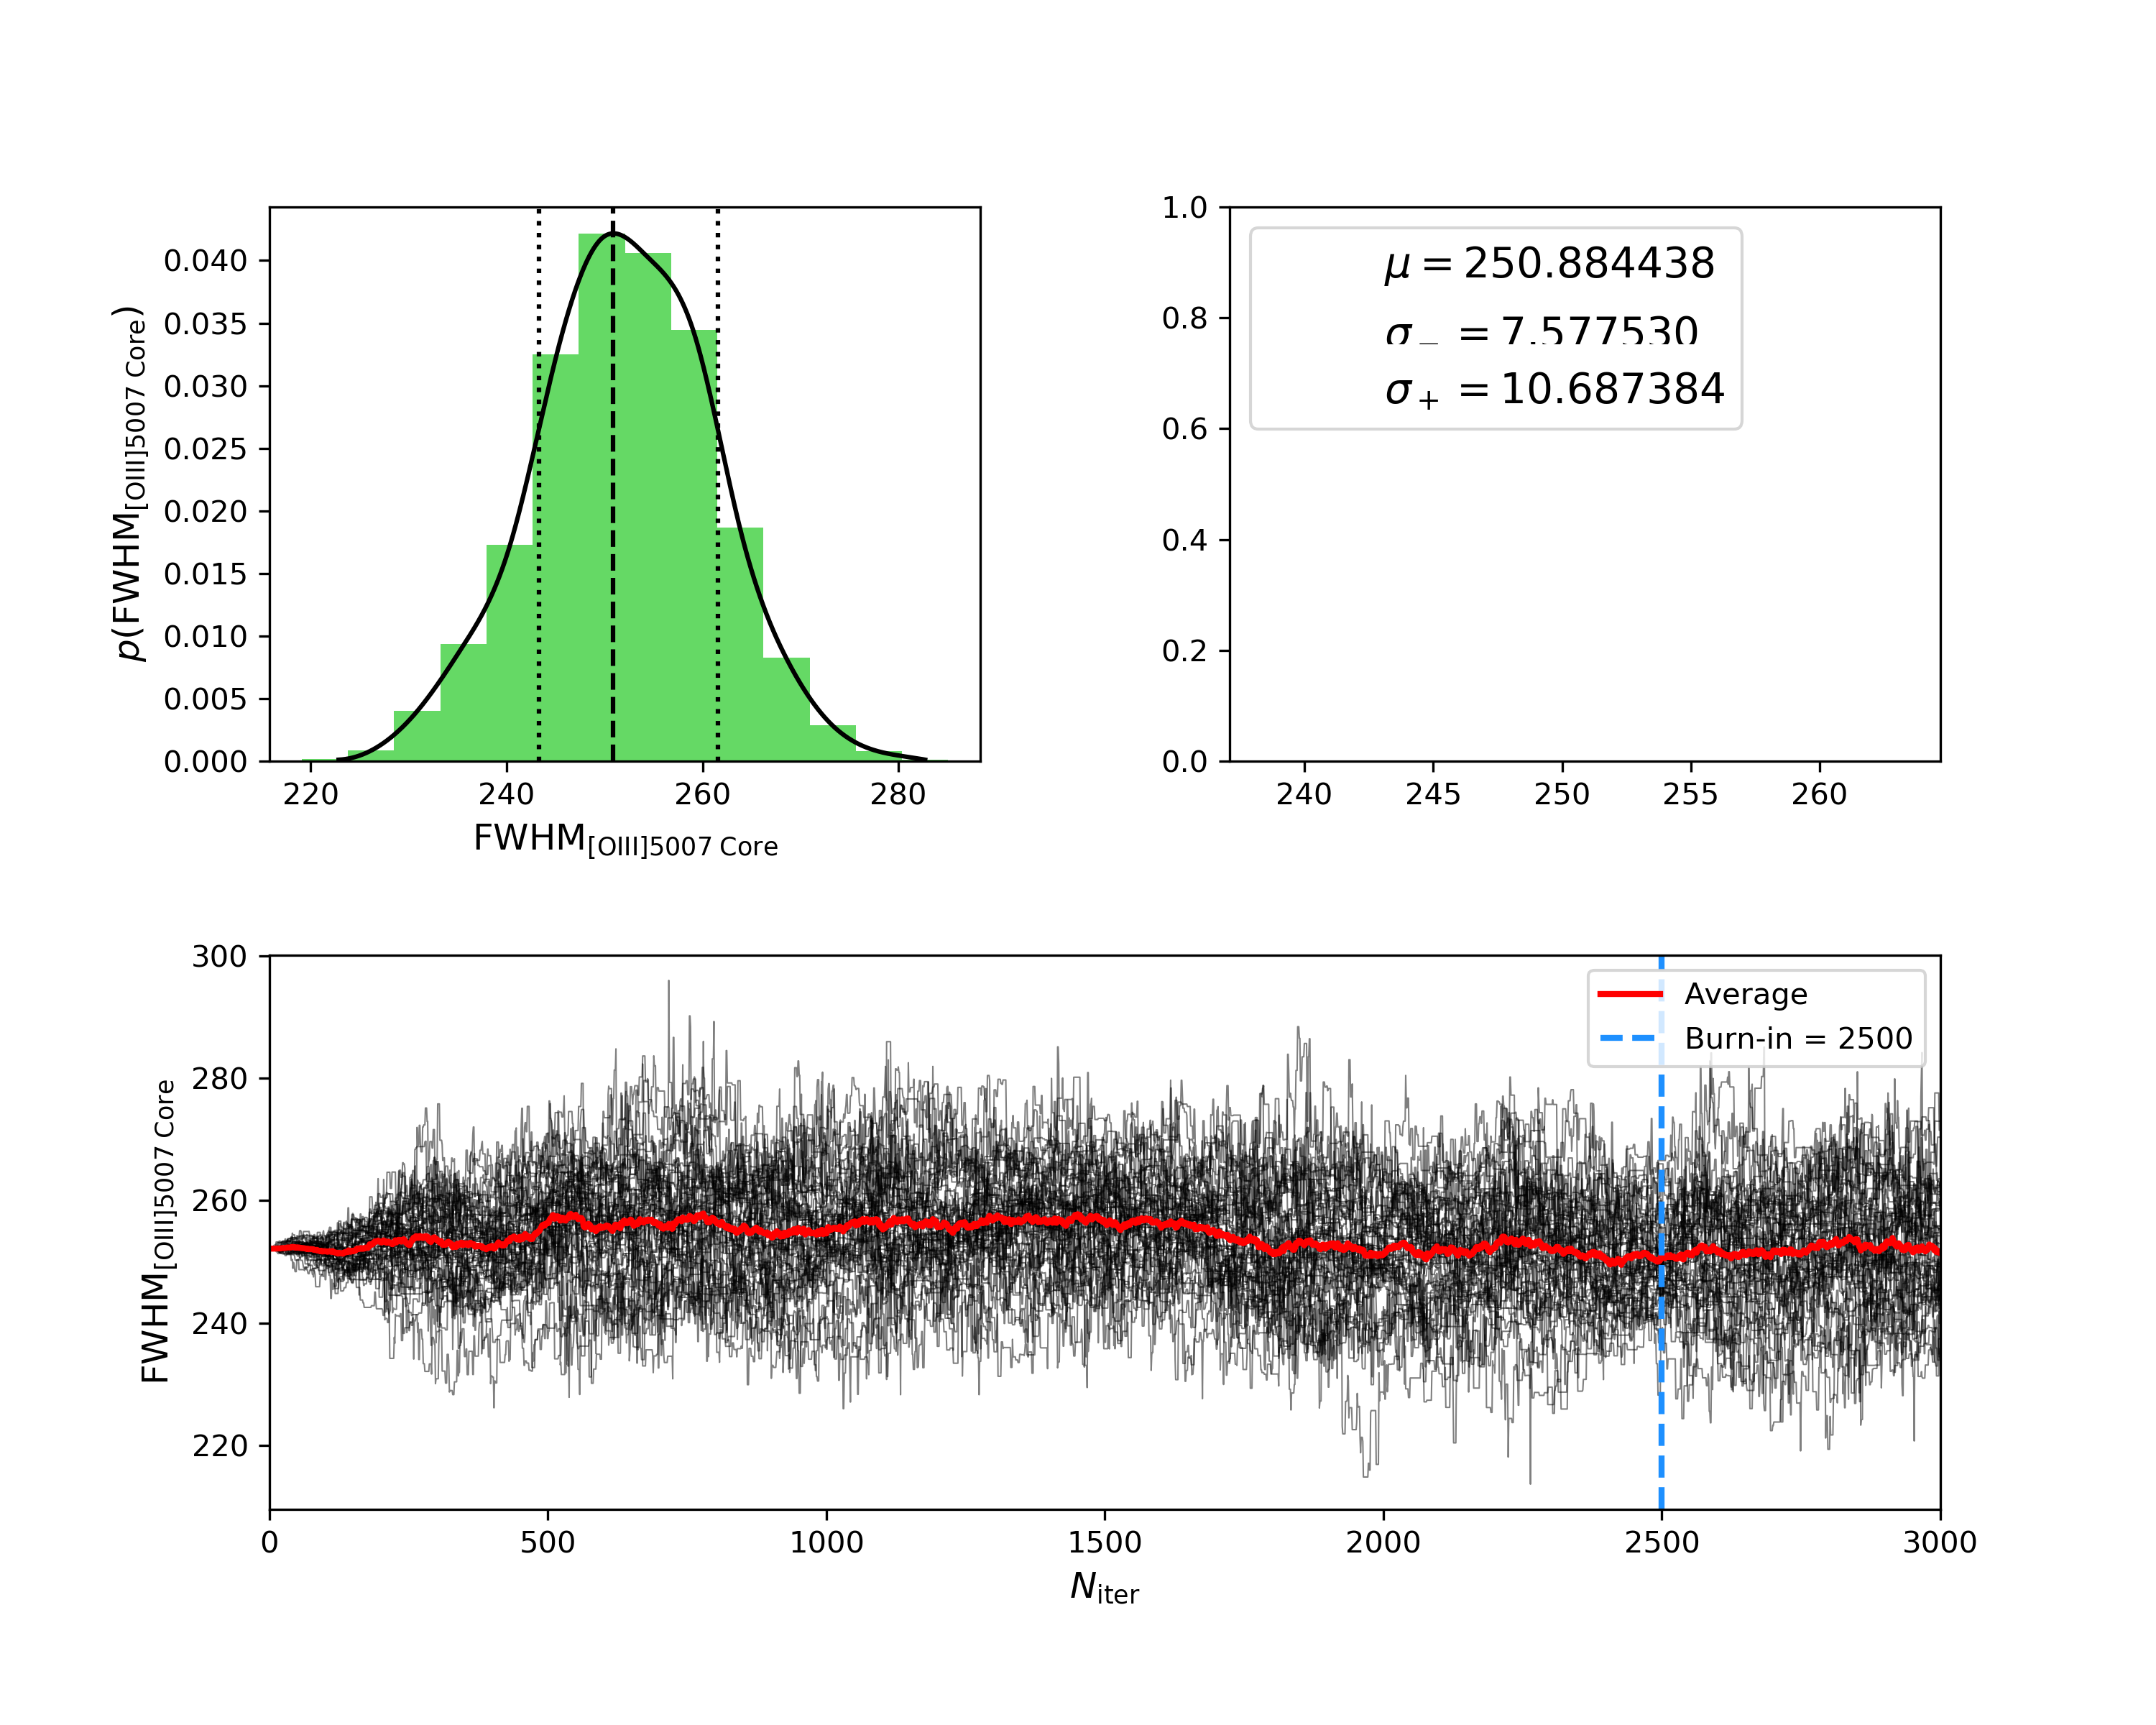 p(FWHM[OIII]5007 Core)
0.040
0.035
0.030
0.025
0.020
0.015
0.010
0.005
0.000
220 240 260 280
FWHM[OIII]5007 Core
1.0
0.8
0.6
0.4
0.2
0.0
μ = 250.884438
σ− = 7.577530
σ+ = 10.687384
240 245 250 255 260
FWHM[OIII]5007 Core
300
280
260
240
220
Average
Burn-in = 2500
0 500 1000 1500 2000 2500 3000
Niter